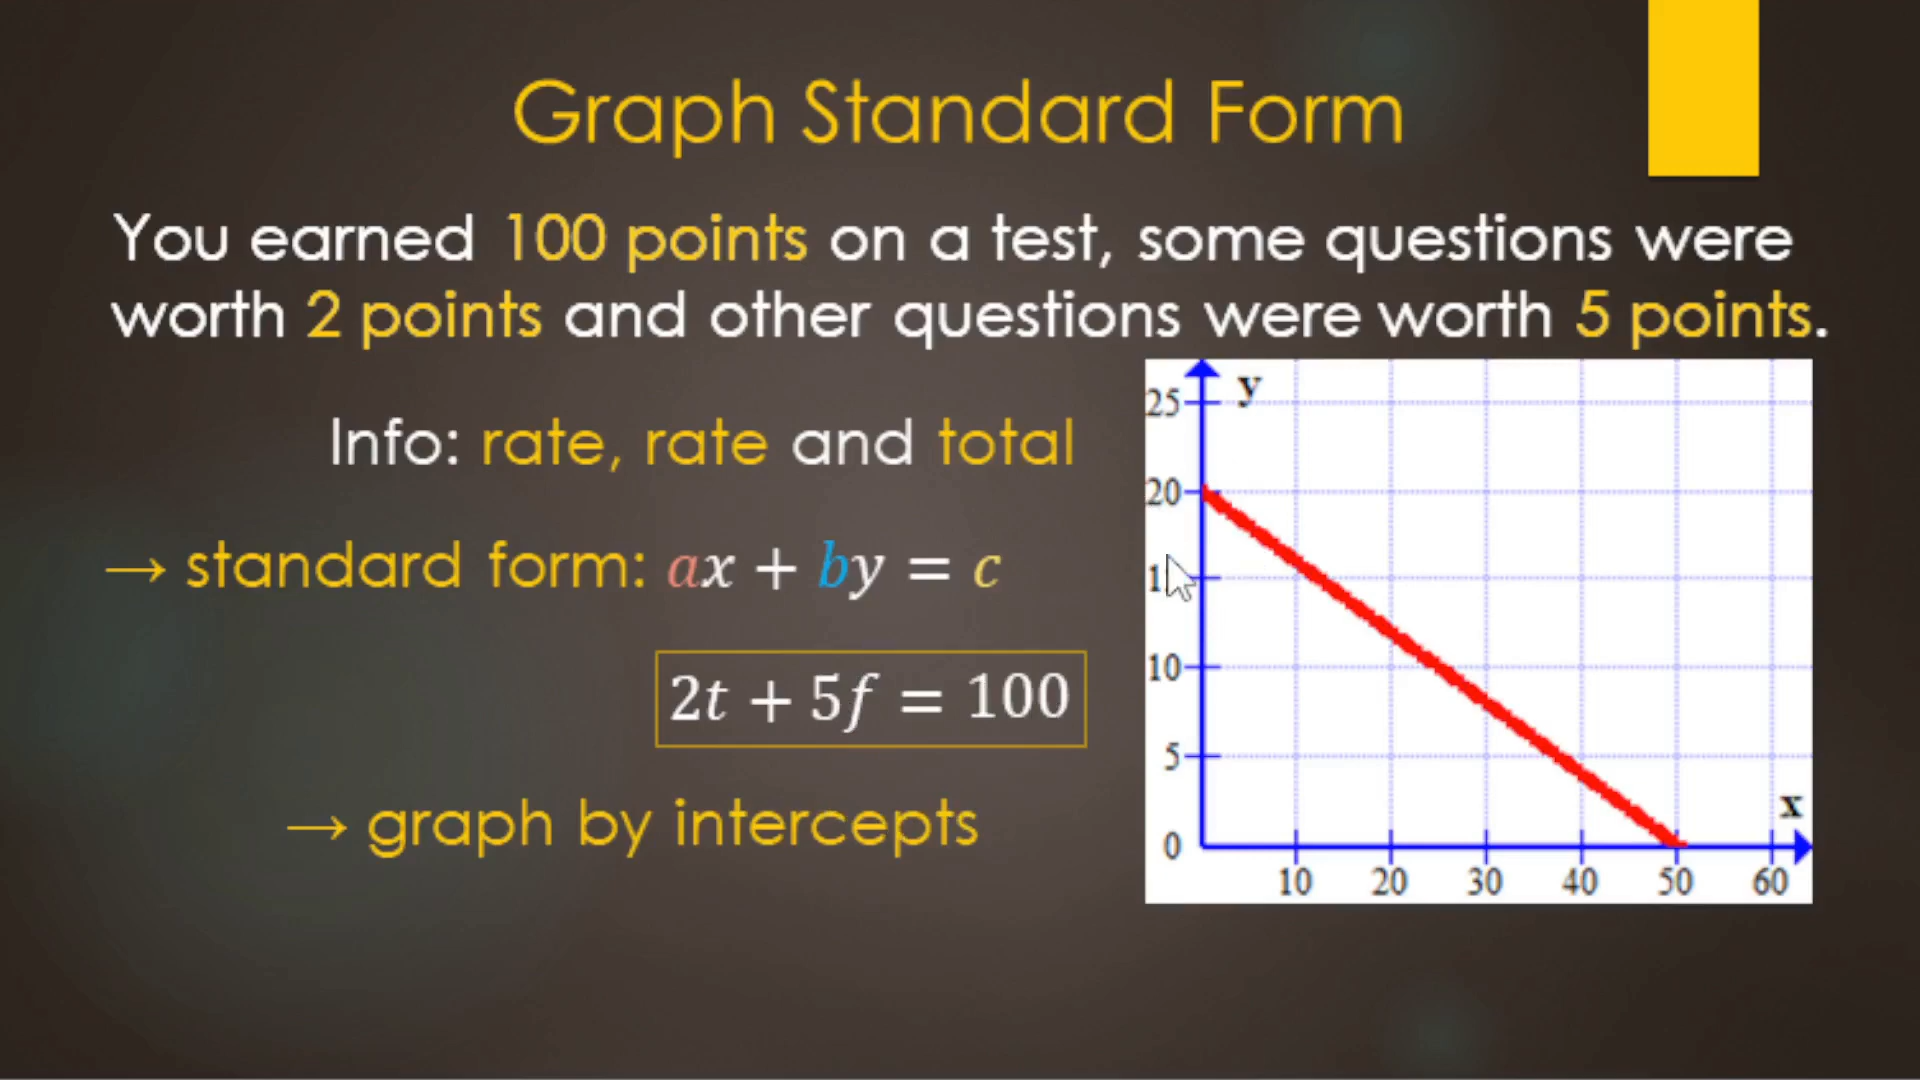 Graph Standard Form
You earned 100 points on a test, some questions were
worth 2 points and other questions were worth 5 points.
Info: rate, rate and total
→ standard form: ax + by = c
2t + 5f = 100
→ graph by intercepts
y
25
20
10
5
0
x
10 20 30 40 50 60